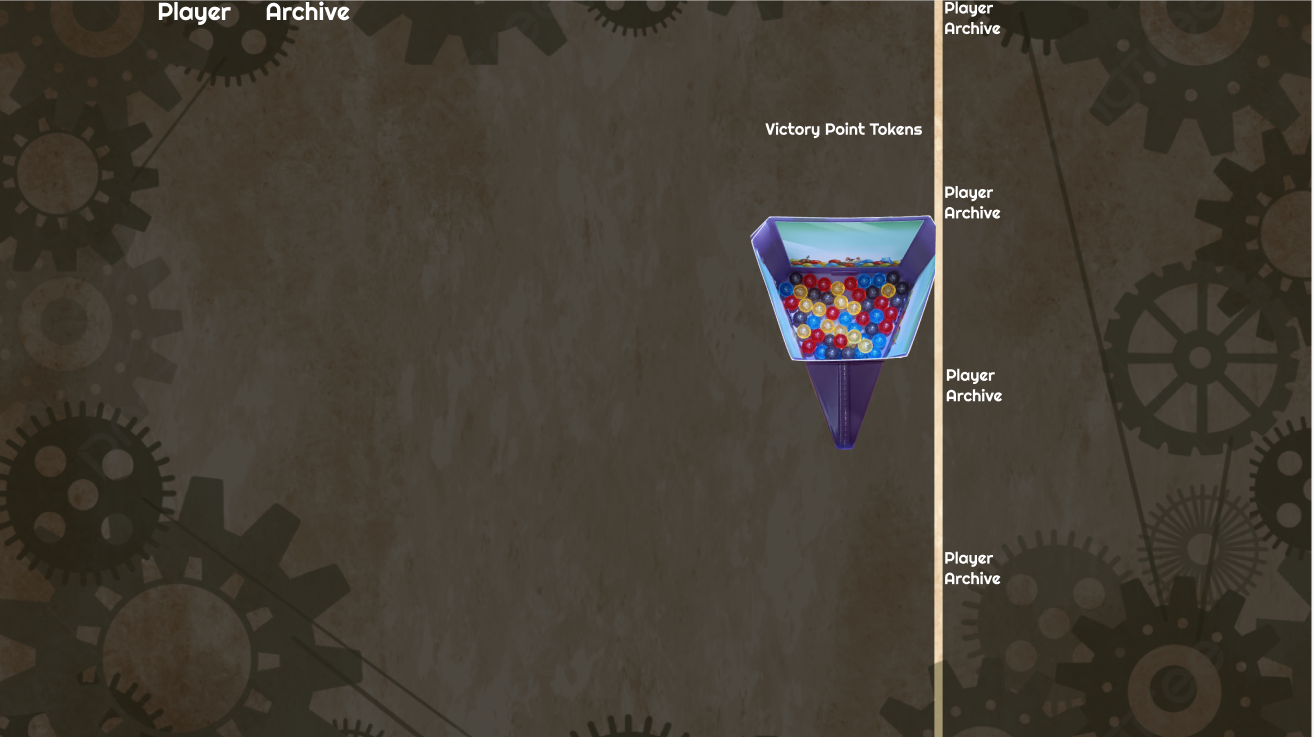 Player Archive
Victory Point Tokens
Player
Archive
Player
Archive
Player
Archive
Player
Archive